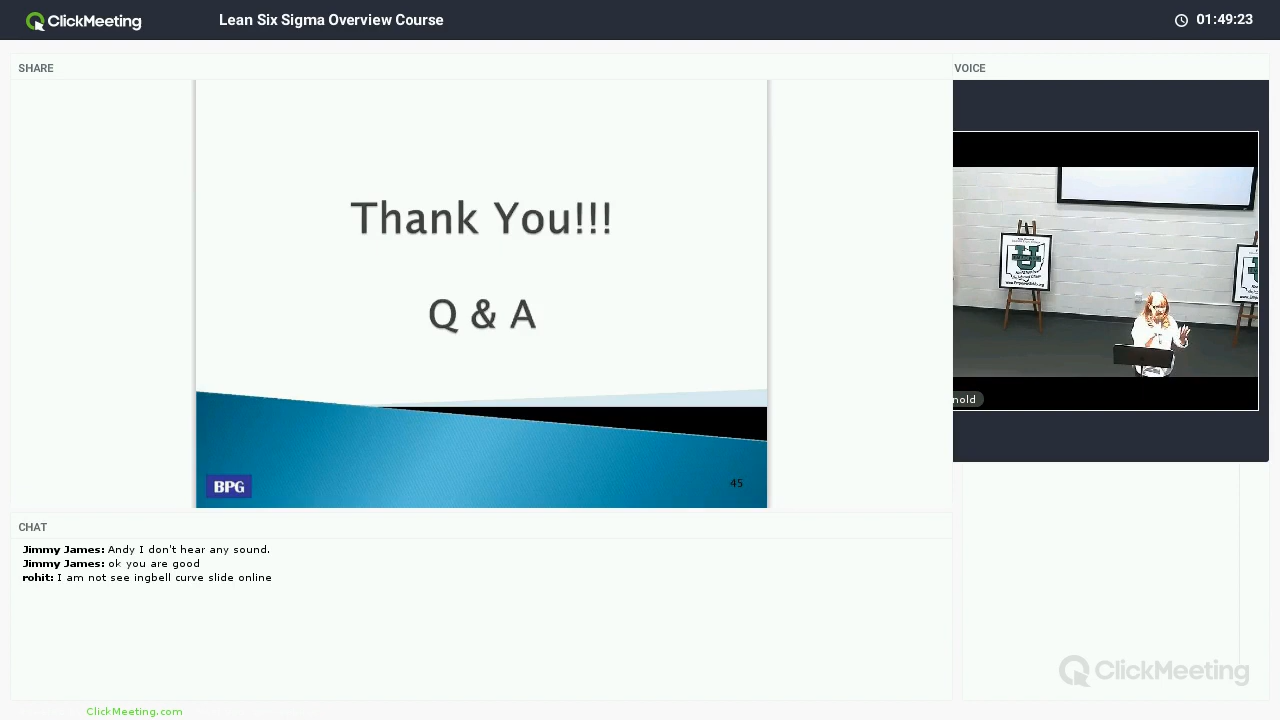 ClickMeeting
Lean Six Sigma Overview Course
01:49:23
SHARE
VOICE
Thank You!!!
Q & A
BPG
45
nold
CHAT
Jimmy James: Andy I don't hear any sound.
Jimmy James: ok you are good
rohit: I am not see ingbell curve slide online
ClickMeeting
ClickMeeting.com